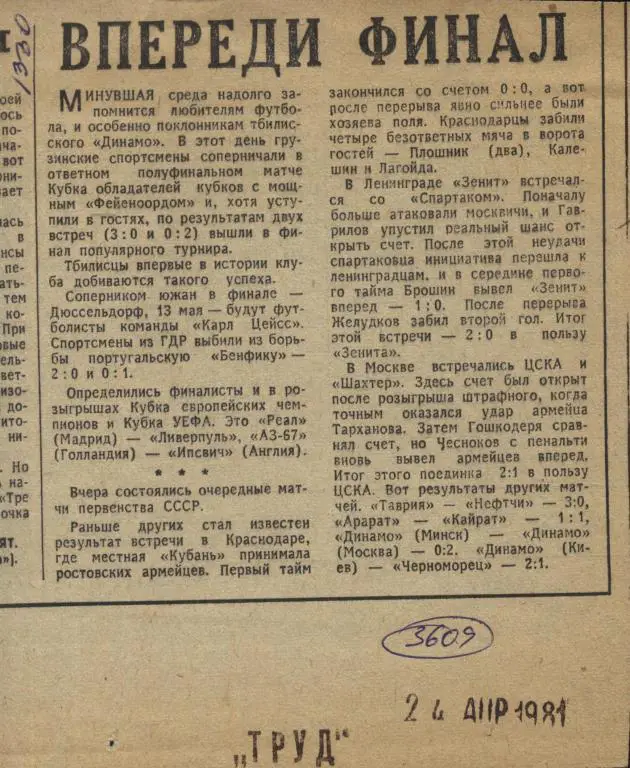 1380
ВПЕРЕДИ ФИНАЛ
МИНУВШАЯ среда надолго за-
помнится любителям футбо-
ла, и особенно поклонникам тбилис-
ского «Динамо». В этот день гру-
зинские спортсмены соперничали в
ответном полуфинальном матче
Кубка обладателей кубков с мощ-
ным «Фейеноордом» и, хотя усту-
пили в гостях, по результатам двух
встреч (3:0 и 0:2) вышли в фи-
нал популярного турнира.
Тбилисцы впервые в истории клу-
ба добиваются такого успеха.
Соперником южан в финале —
Дюссельдорф, 13 мая — будут фут-
болисты команды «Карл Цейсс».
Спортсмены из ГДР выбили из борь-
бы португальскую «Бенфику» —
2:0 и 0:1.
Определились финалисты и в ро-
зыгрышах Кубка европейских чем-
пионов и Кубка УЕФА. Это «Реал»
(Мадрид) — «Ливерпуль», «АЗ-67»
(Голландия) — «Ипсвич» (Англия).
* * *
Вчера состоялись очередные мат-
чи первенства СССР.
Раньше других стал известен
результат встречи в Краснодаре,
где местная «Кубань» принимала
ростовских армейцев. Первый тайм
закончился со счетом 0:0, а вот
после перерыва явно сильнее были
хозяева поля. Краснодарцы забили
четыре безответных мяча в ворота
гостей — Плошник (два), Кале-
шин и Лагойда.
В Ленинграде «Зенит» встречал-
ся со «Спартаком». Поначалу
больше атаковали москвичи, и Гав-
рилов упустил реальный шанс от-
крыть счет. После этой неудачи
спартаковца инициатива перешла к
ленинградцам, и в середине перво-
го тайма Брошин вывел «Зенит»
вперед — 1:0. После перерыва
Желудков забил второй гол. Итог
этой встречи — 2:0 в пользу
«Зенита».
В Москве встречались ЦСКА и
«Шахтер». Здесь счет был открыт
после розыгрыша штрафного, когда
точным оказался удар армейца
Тарханова. Затем Гошкодеря срав-
нял счет, но Чесноков с пенальти
вновь вывел армейцев вперед.
Итог этого поединка 2:1 в пользу
ЦСКА. Вот результаты других мат-
чей. «Таврия» — «Нефтчи» — 3:0,
«Арарат» — «Кайрат» — 1:1,
«Динамо» (Минск) — «Динамо»
(Москва) — 0:2. «Динамо» (Ки-
ев) — «Черноморец» — 2:1.
3609
24 АПР 1981
„ТРУД"